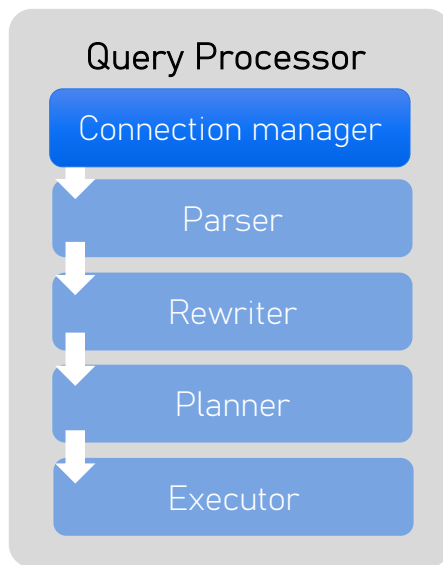 Query Processor
Connection manager
Parser
Rewriter
Planner
Executor